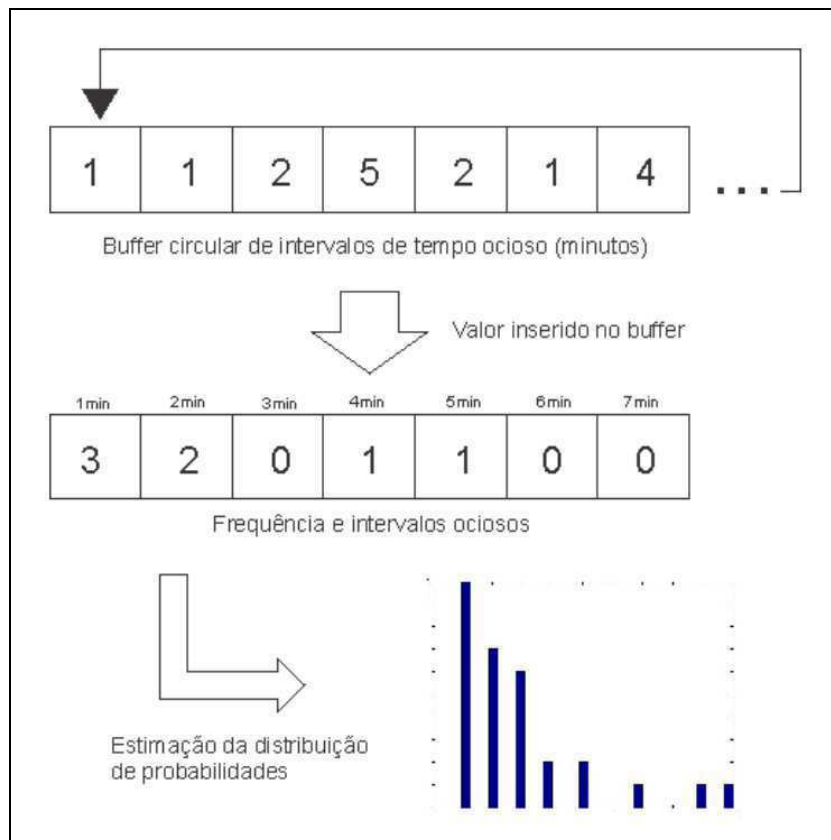 1 1 2 5 2 1 4 ...
Buffer circular de intervalos de tempo ocioso (minutos)
Valor inserido no buffer
1min 2min 3min 4min 5min 6min 7min
3 2 0 1 1 0 0
Frequência e intervalos ociosos
Estimação da distribuição
de probabilidades